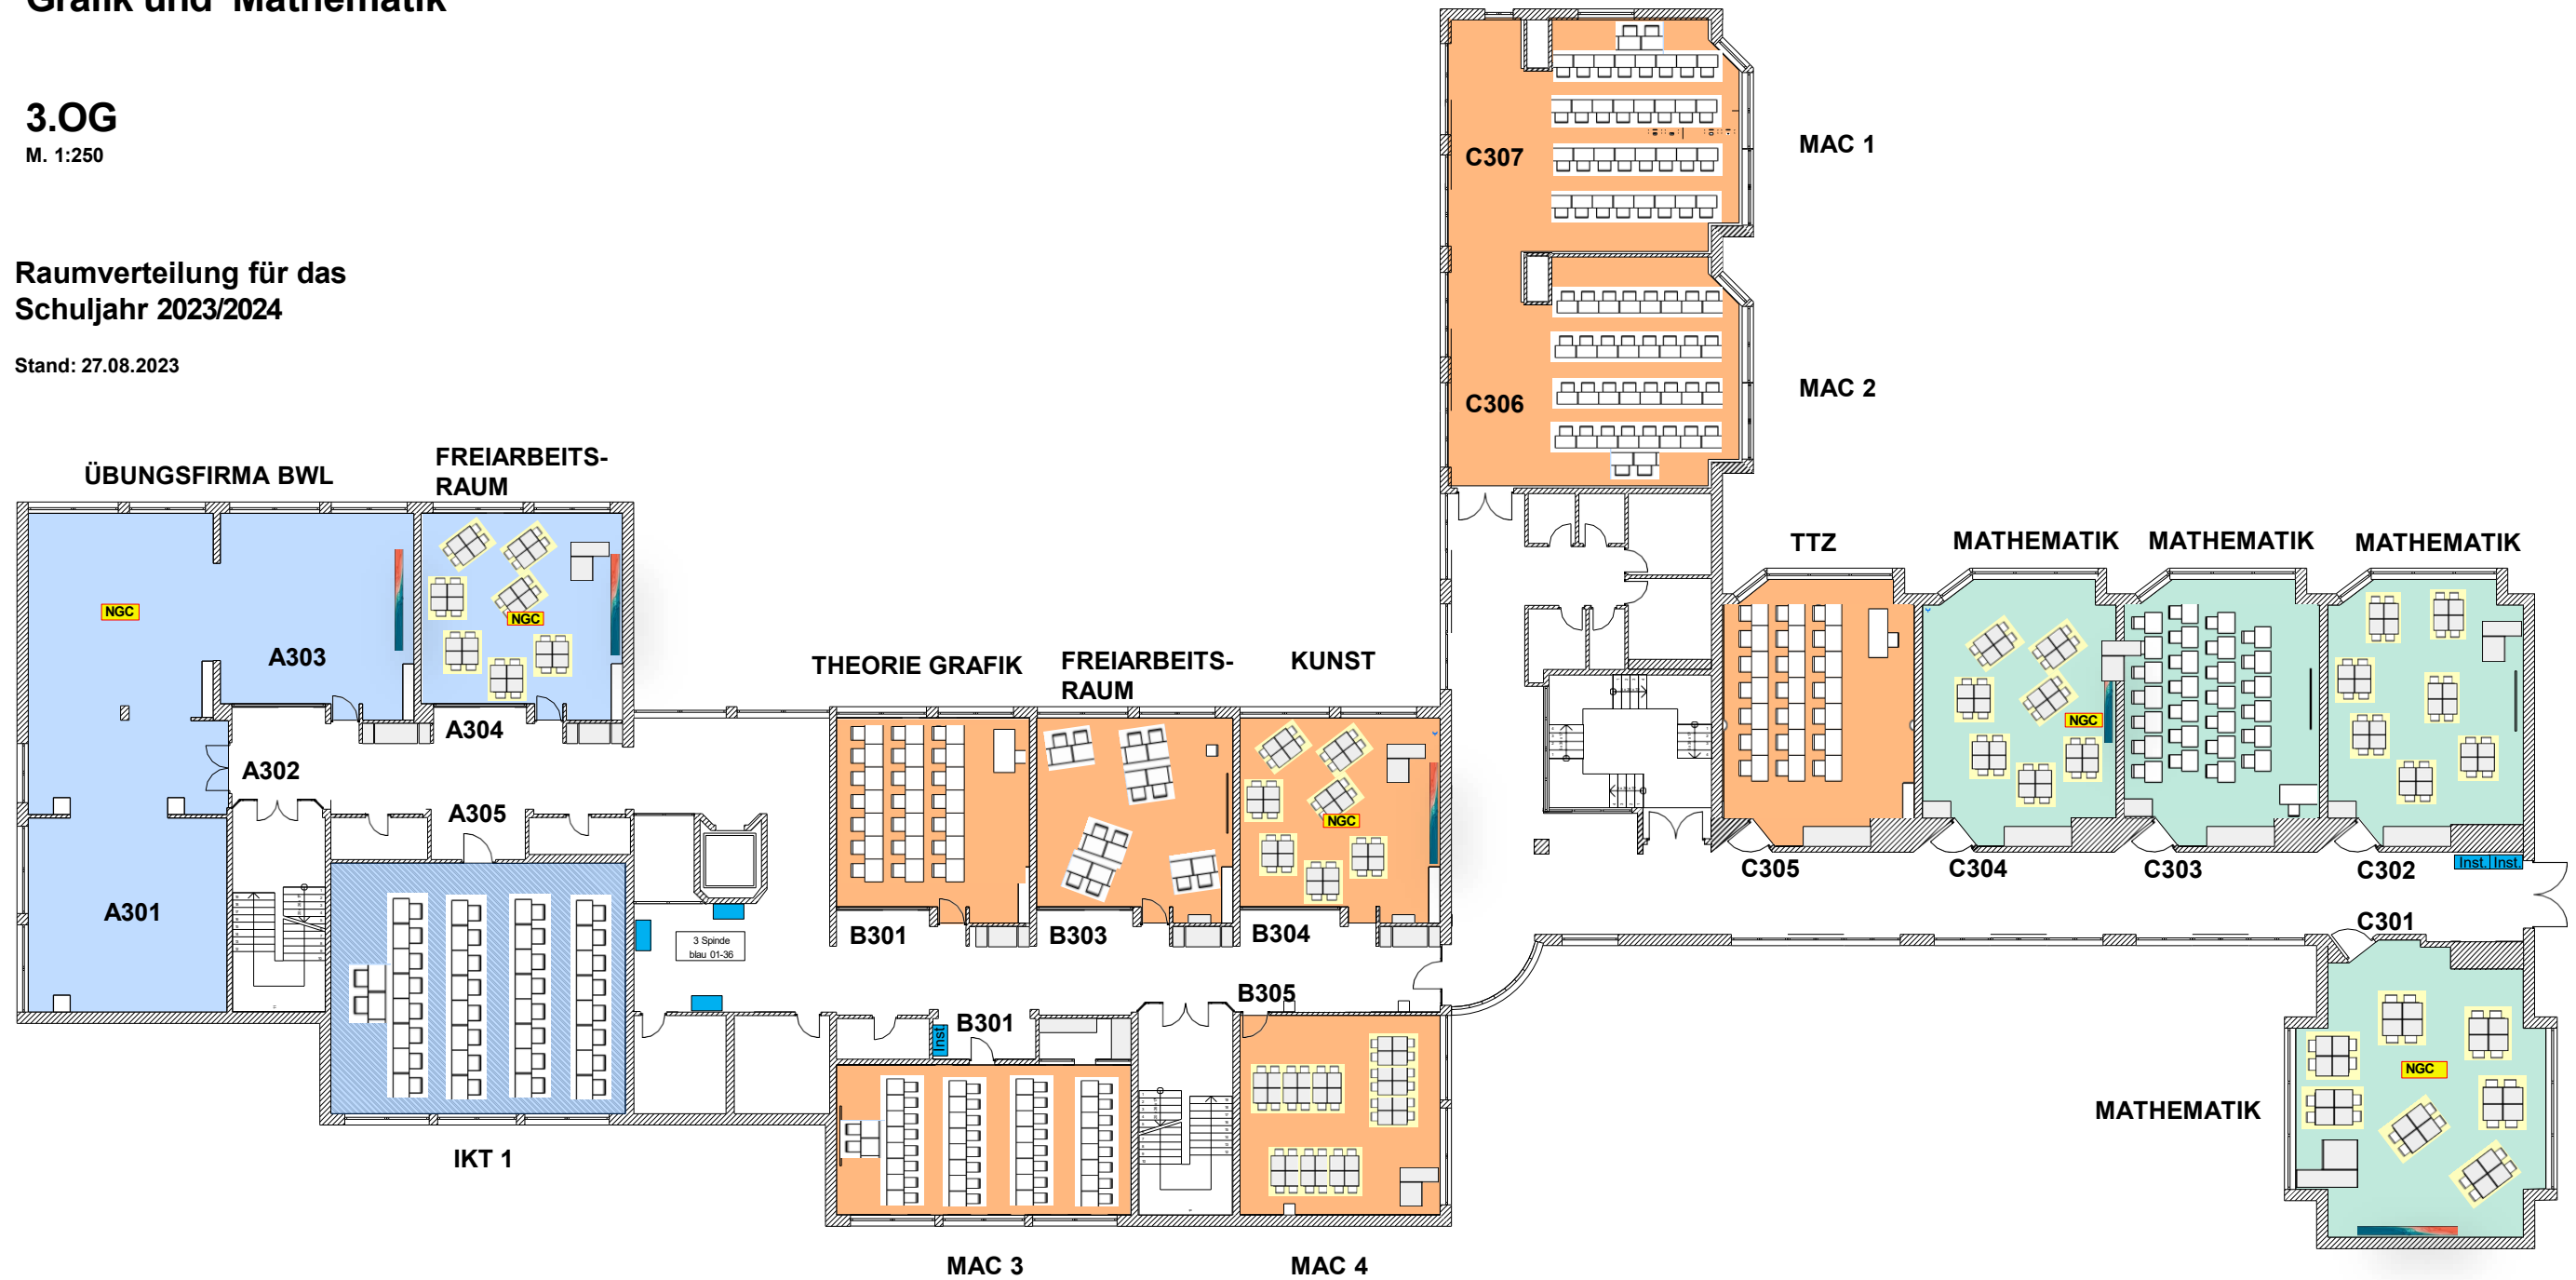 Grafik und Mathematik
3.OG
M. 1:250
Raumverteilung für das
Schuljahr 2023/2024
Stand: 27.08.2023
C307
MAC 1
C306
MAC 2
ÜBUNGSFIRMA BWL
FREIARBEITS-
RAUM
NGC
NGC
A303
A304
A302
A305
A301
IKT 1
3 Spinde
blau 01-36
THEORIE GRAFIK
FREIARBEITS-
RAUM
KUNST
NGC
B301
B303
B304
B305
B301
Inst
MAC 3
MAC 4
TTZ
MATHEMATIK
MATHEMATIK
MATHEMATIK
NGC
C305
C304
C303
C302
Inst. Inst.
C301
NGC
MATHEMATIK